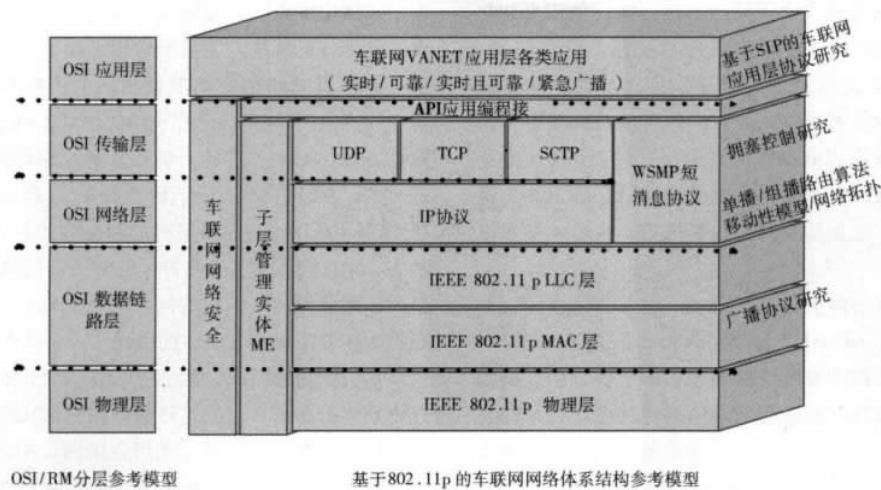 OSI 应用层
OSI 传输层
OSI 网络层
OSI 数据链
路层
OSI 物理层
车联网VANET应用层各类应用
( 实时/可靠/实时且可靠/紧急广播 )
API应用编程接
车联网网络安全
子层管理实体ME
UDP
TCP
SCTP
WSMP短
消息协议
IP协议
IEEE 802.11 p LLC 层
IEEE 802.11p MAC 层
IEEE 802.11p 物理层
基于SIP的车联网
应用层协议研究
拥塞控制研究
单播/组播路由算法
移动性模型/网络拓扑
广播协议研究
OSI/RM分层参考模型
基于802.11p的车联网网络体系结构参考模型